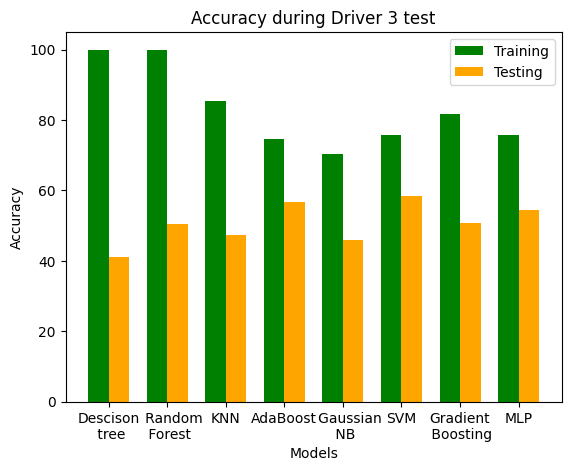 Accuracy during Driver 3 test
Training
Testing
Accuracy
100
80
60
40
20
0
Descison tree
Random Forest
KNN
AdaBoost
Gaussian NB
SVM
Gradient Boosting
MLP
Models